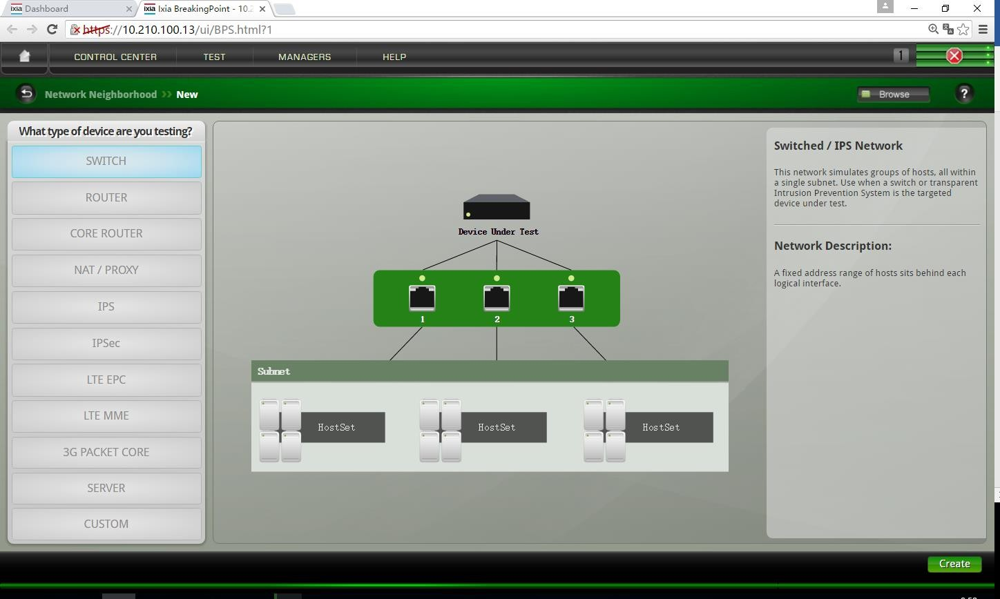 ixia Dashboard
ixia Ixia BreakingPoint - 10.2
https://10.210.100.13/ui/BPS.html?1
CONTROL CENTER TEST MANAGERS HELP 1
Network Neighborhood >> New
Browse ?
What type of device are you testing?
SWITCH
ROUTER
CORE ROUTER
NAT / PROXY
IPS
IPSec
LTE EPC
LTE MME
3G PACKET CORE
SERVER
CUSTOM
Device Under Test
1 2 3
Subnet
HostSet HostSet HostSet
Switched / IPS Network
This network simulates groups of hosts, all within
a single subnet. Use when a switch or transparent
Intrusion Prevention System is the targeted
device under test.
Network Description:
A fixed address range of hosts sits behind each
logical interface.
Create